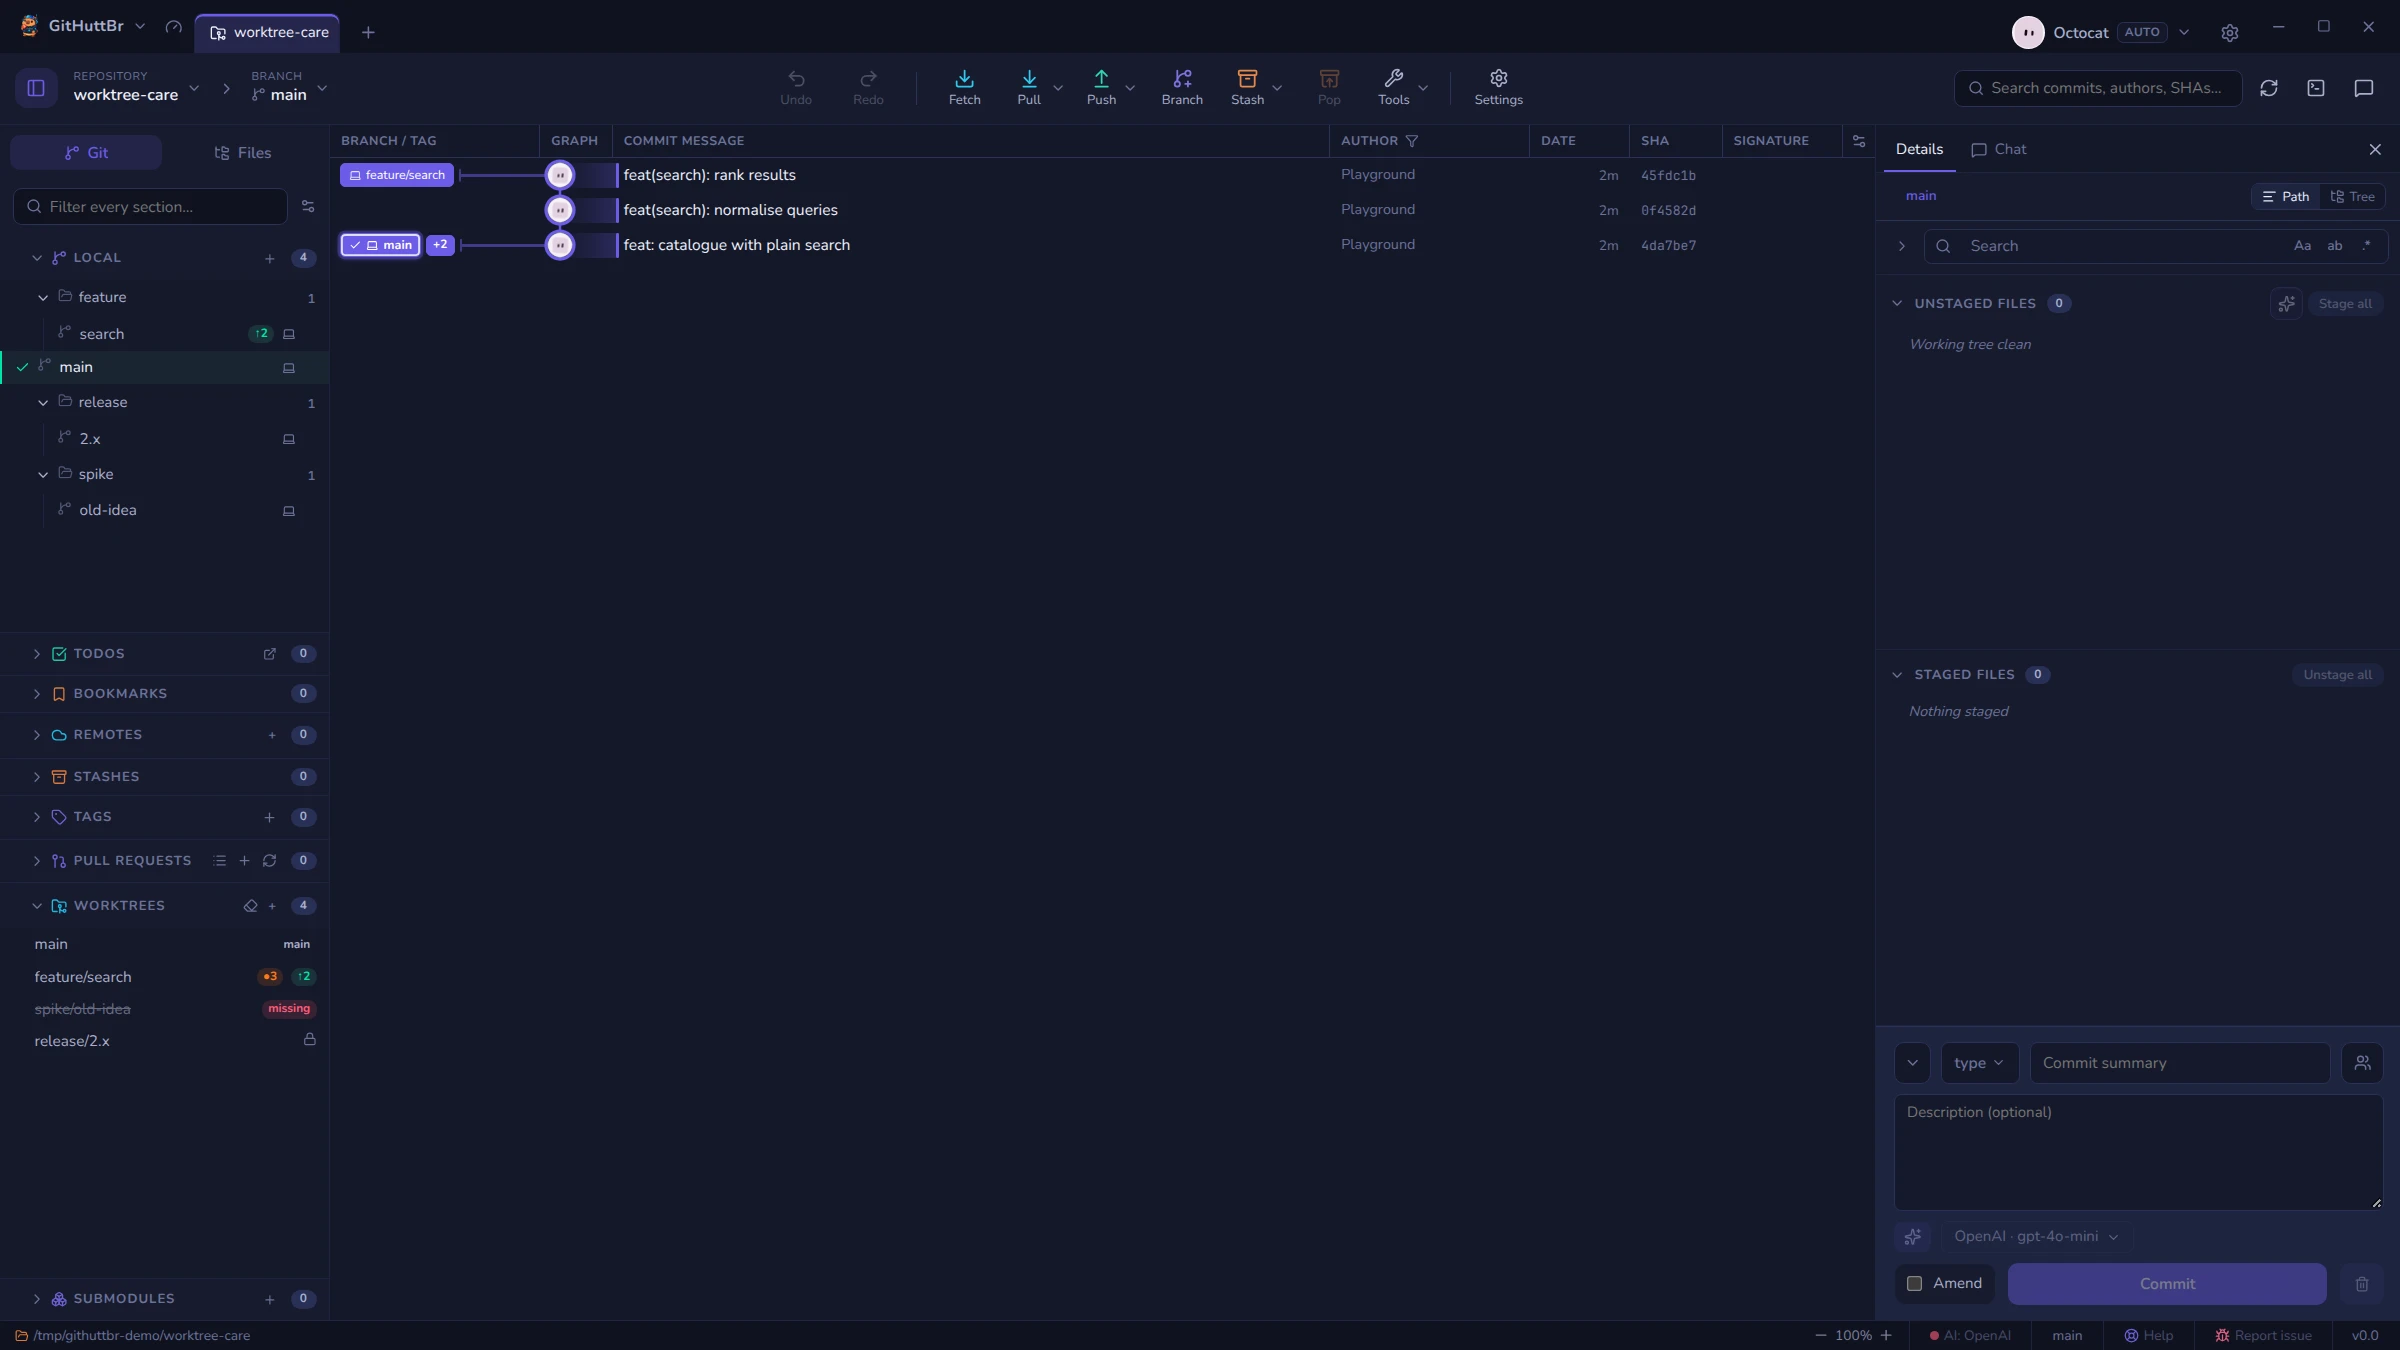 GitHuttBr
worktree-care
Octocat AUTO
REPOSITORY
worktree-care
BRANCH
main
Undo
Redo
Fetch
Pull
Push
Branch
Stash
Pop
Tools
Settings
Search commits, authors, SHAs...
Git
Files
Filter every section...
LOCAL 4
feature 1
search ↑2
main
release 1
2.x
spike 1
old-idea
TODOS 0
BOOKMARKS 0
REMOTES 0
STASHES 0
TAGS 0
PULL REQUESTS 0
WORKTREES 4
main main
feature/search ●3 ↑2
spike/old-idea missing
release/2.x
SUBMODULES 0
BRANCH / TAG GRAPH COMMIT MESSAGE AUTHOR DATE SHA SIGNATURE
feature/search feat(search): rank results Playground 2m 45fdc1b
feat(search): normalise queries Playground 2m 0f4582d
main +2 feat: catalogue with plain search Playground 2m 4da7be7
Details
Chat
main
Path
Tree
Search Aa ab .*
UNSTAGED FILES 0
Stage all
Working tree clean
STAGED FILES 0
Unstage all
Nothing staged
type
Commit summary
Description (optional)
OpenAI · gpt-4o-mini
Amend
Commit
/tmp/githuttbr-demo/worktree-care
— 100% +
AI: OpenAI
main
Help
Report issue
v0.0